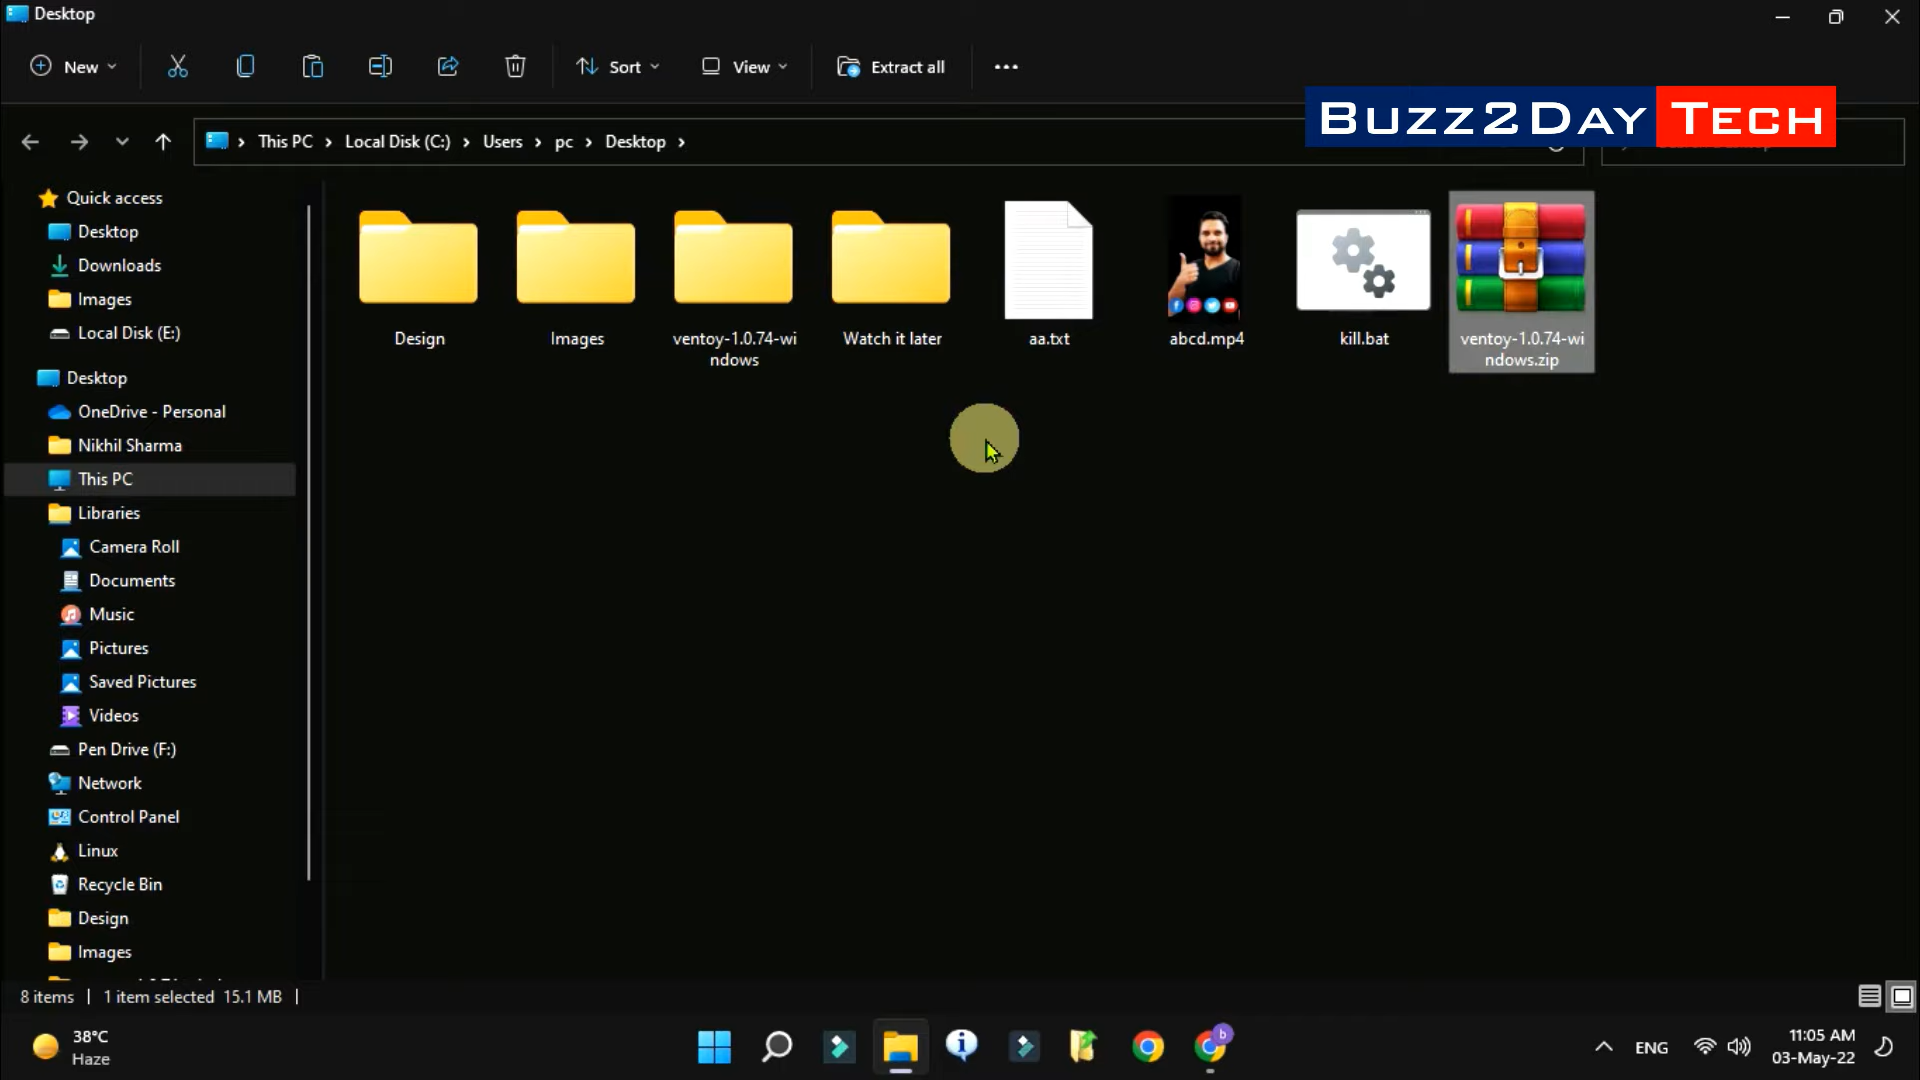 Desktop
New
Sort
View
Extract all
Buzz2Day Tech
This PC
Local Disk (C:)
Users
pc
Desktop
Quick access
Desktop
Downloads
Images
Local Disk (E:)
Desktop
OneDrive - Personal
Nikhil Sharma
This PC
Libraries
Camera Roll
Documents
Music
Pictures
Saved Pictures
Videos
Pen Drive (F:)
Network
Control Panel
Linux
Recycle Bin
Design
Images
Design
Images
ventoy-1.0.74-wi
ndows
Watch it later
aa.txt
abcd.mp4
kill.bat
ventoy-1.0.74-wi
ndows.zip
8 items
1 item selected 15.1 MB
38°C
Haze
b
ENG
11:05 AM
03-May-22